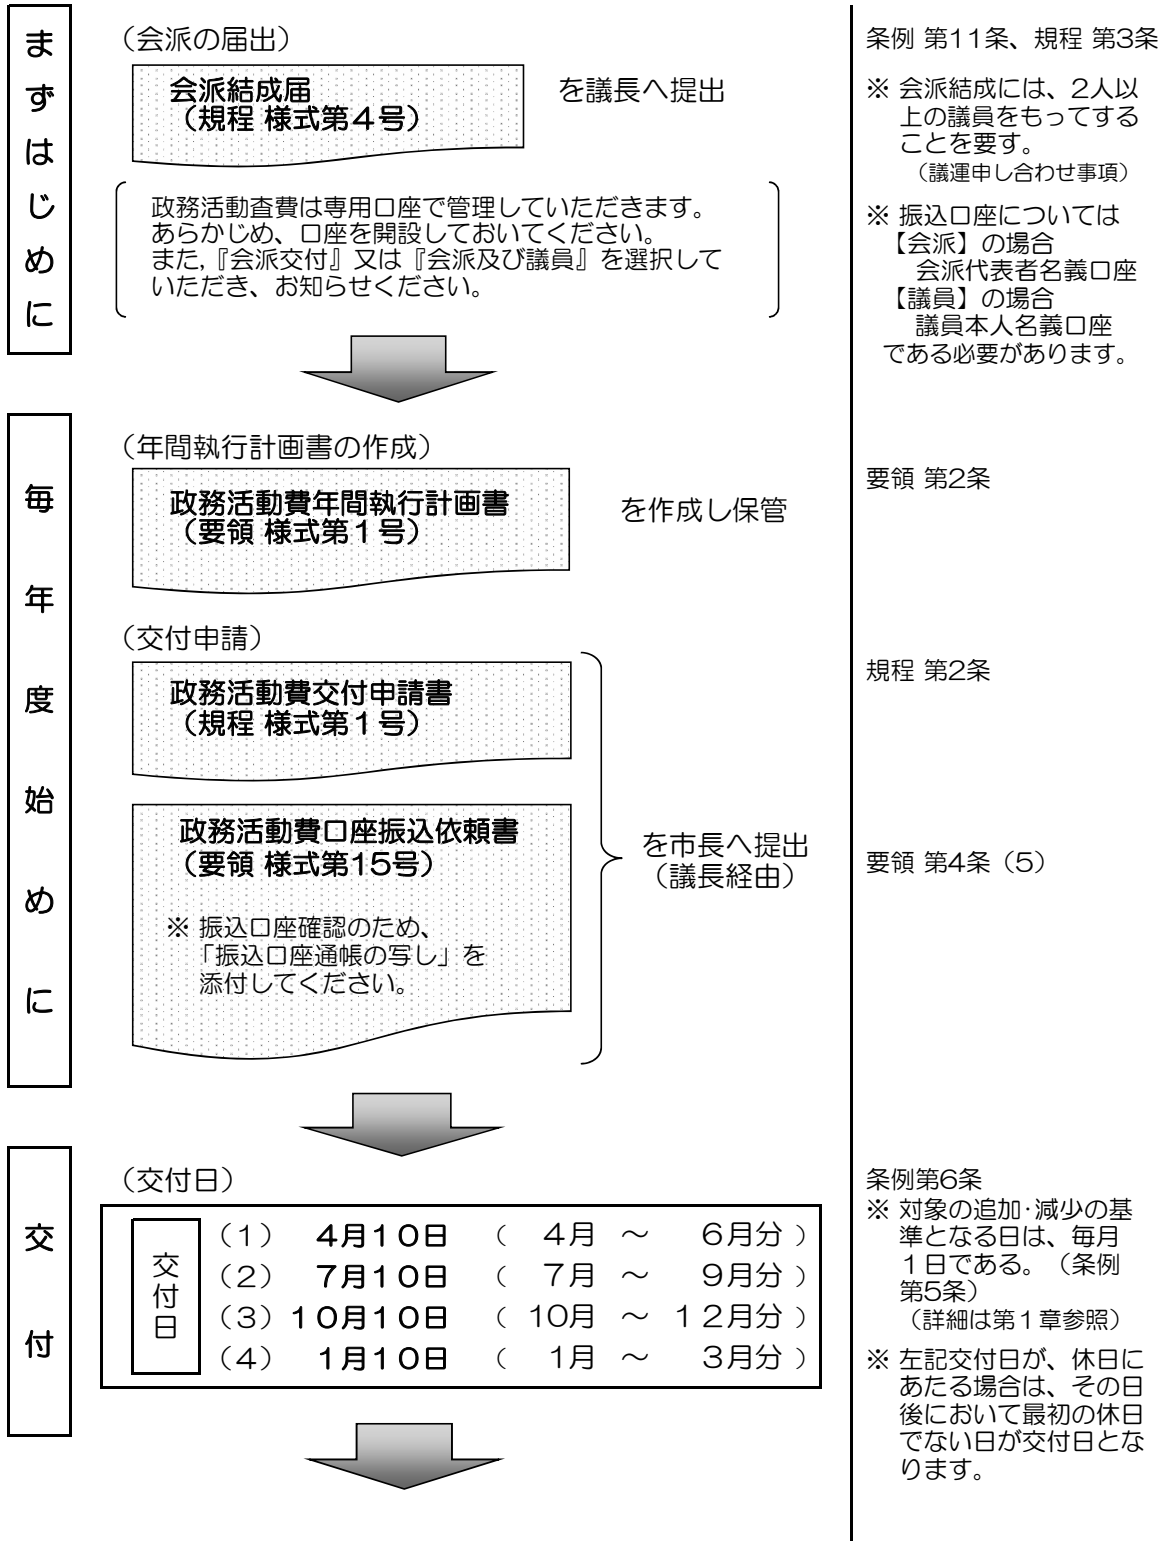 まずはじめに
（会派の届出）
会派結成届
（規程 様式第４号）
を議長へ提出
政務活動査費は専用口座で管理していただきます。
あらかじめ、口座を開設しておいてください。
また,『会派交付』又は『会派及び議員』を選択して
いただき、お知らせください。
条例 第11条、規程 第3条
※ 会派結成には、2人以
上の議員をもってする
ことを要す。
（議運申し合わせ事項）
※ 振込口座については
【会派】の場合
会派代表者名義口座
【議員】の場合
議員本人名義口座
である必要があります。
毎年度始めに
（年間執行計画書の作成）
政務活動費年間執行計画書
（要領 様式第１号）
を作成し保管
要領 第2条
（交付申請）
政務活動費交付申請書
（規程 様式第１号）
規程 第2条
政務活動費口座振込依頼書
（要領 様式第15号）
※ 振込口座確認のため、
「振込口座通帳の写し」を
添付してください。
を市長へ提出
（議長経由）
要領 第4条（5）
交付
（交付日）
交付日
（1） 4月1０日 （ 4月 ～ 6月分）
（2） 7月1０日 （ 7月 ～ 9月分）
（3）1０月1０日 （ 10月 ～ １2月分）
（4） 1月1０日 （ 1月 ～ 3月分）
条例第6条
※ 対象の追加･減少の基
準となる日は、毎月
１日である。（条例
第5条）
（詳細は第１章参照）
※ 左記交付日が、休日に
あたる場合は、その日
後において最初の休日
でない日が交付日とな
ります。